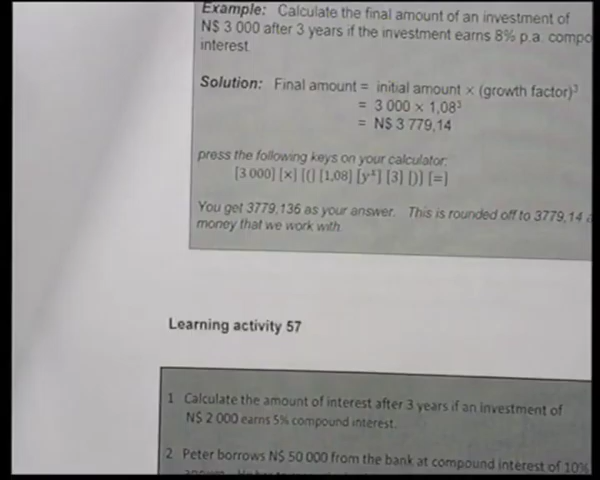 Example: Calculate the final amount of an investment of
N$ 3 000 after 3 years if the investment earns 8% p.a. compo
interest.
Solution: Final amount = initial amount × (growth factor)³
= 3 000 × 1,08³
= N$ 3 779,14
press the following keys on your calculator:
[3 000] [×] [(] [1,08] [yˣ] [3] [)] [=]
You get 3779,136 as your answer. This is rounded off to 3779,14 a
money that we work with.
Learning activity 57
1 Calculate the amount of interest after 3 years if an investment of
N$ 2 000 earns 5% compound interest.
2 Peter borrows N$ 50 000 from the bank at compound interest of 10%